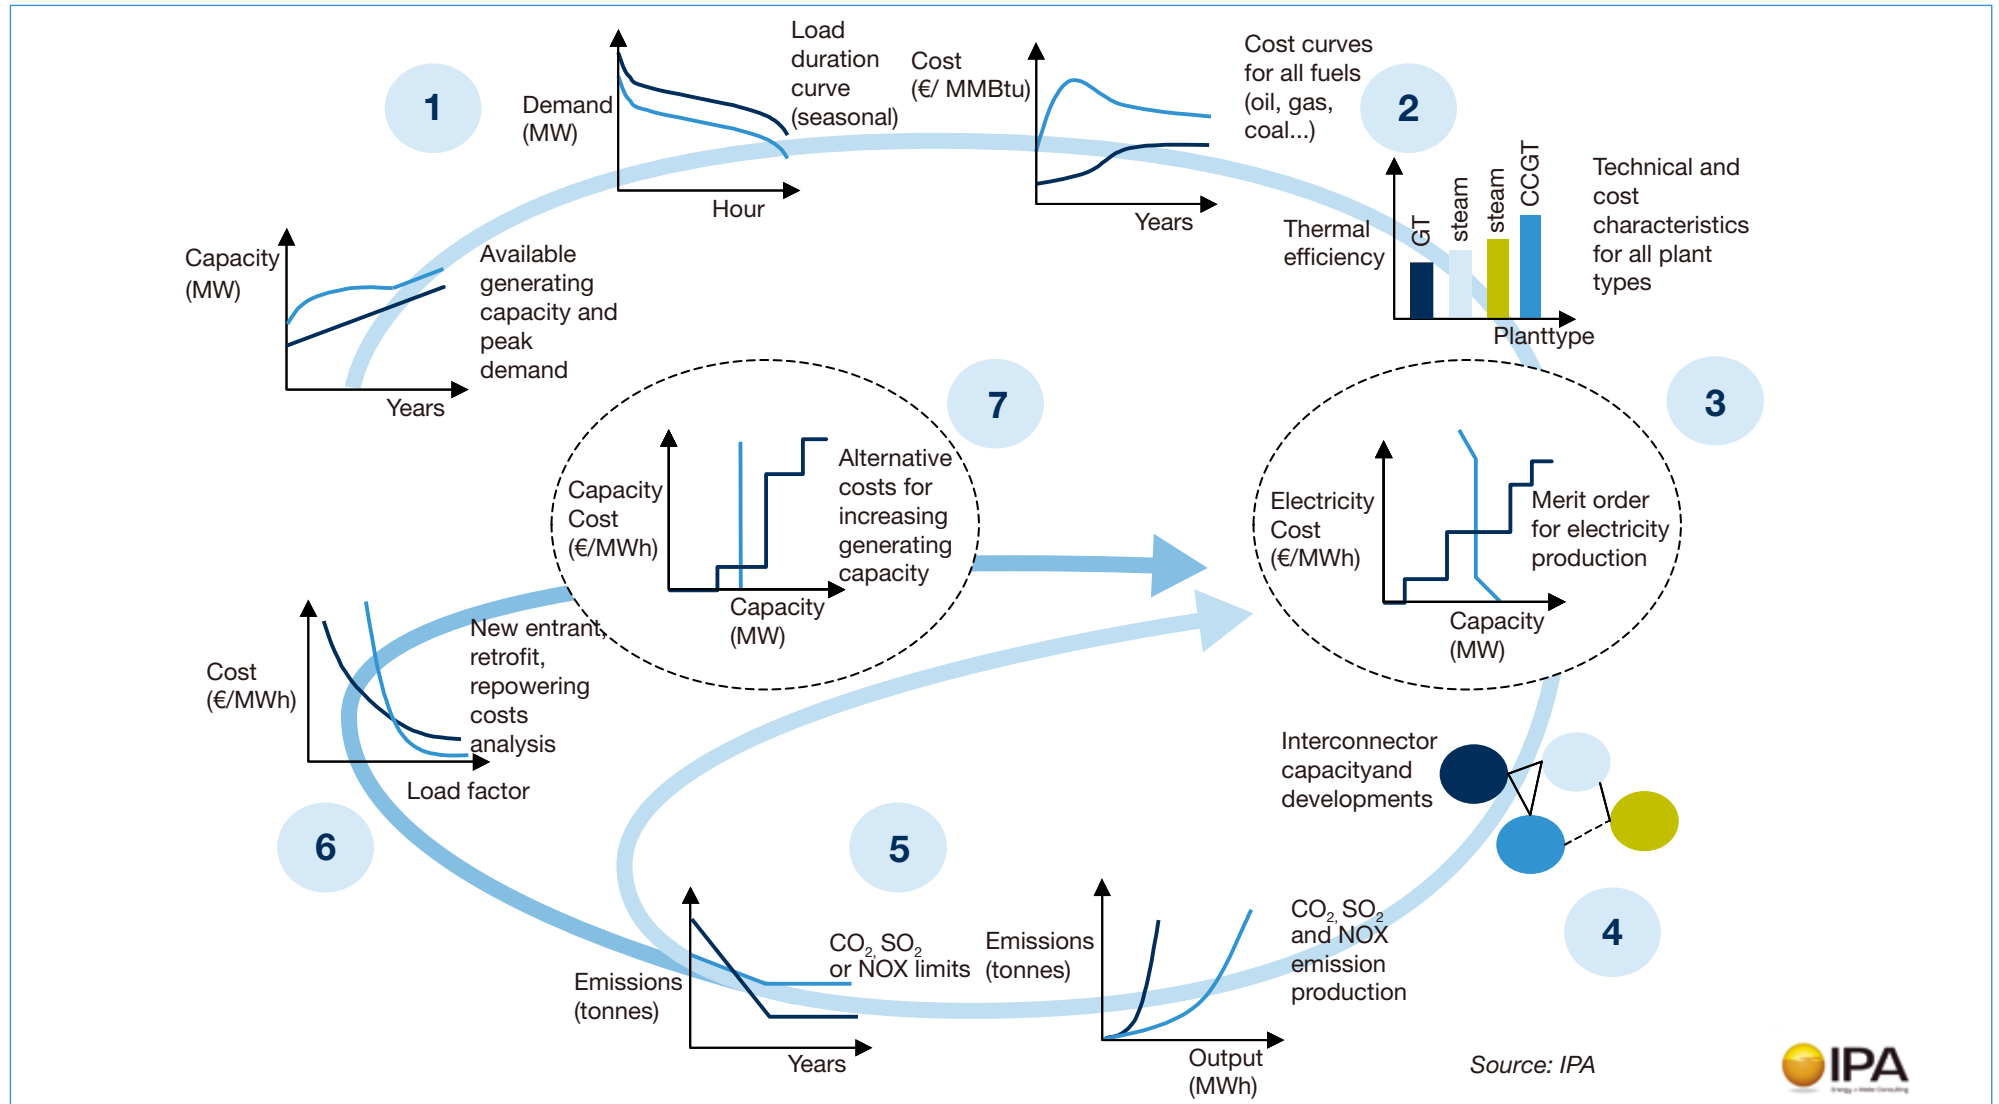 1
Demand
(MW)
Load
duration
curve
(seasonal)
Hour
Cost
(€/ MMBtu)
Years
Cost curves
for all fuels
(oil, gas,
coal...)
2
Thermal
efficiency
GT
steam
steam
CCGT
Planttype
Technical and
cost
characteristics
for all plant
types
Capacity
(MW)
Years
Available
generating
capacity and
peak
demand
7
Capacity
Cost
(€/MWh)
Capacity
(MW)
Alternative
costs for
increasing
generating
capacity
3
Electricity
Cost
(€/MWh)
Capacity
(MW)
Merit order
for electricity
production
Cost
(€/MWh)
Load factor
New entrant,
retrofit,
repowering
costs
analysis
6
5
Interconnector
capacityand
developments
4
Emissions
(tonnes)
Years
CO2, SO2
or NOX limits
Emissions
(tonnes)
Output
(MWh)
CO2, SO2
and NOX
emission
production
Source: IPA
IPA
Energy + Water Consulting